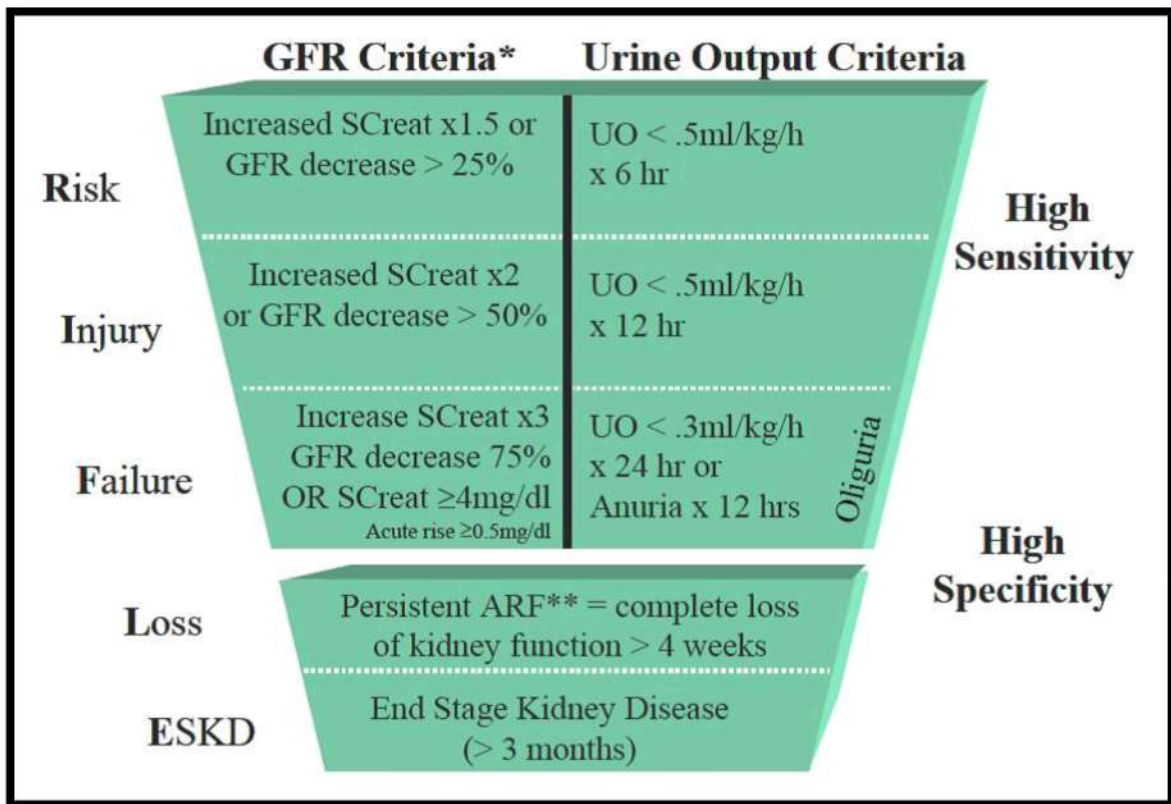 GFR Criteria* Urine Output Criteria
Risk
Increased SCreat x1.5 or
GFR decrease > 25%
UO < .5ml/kg/h
x 6 hr
High
Sensitivity
Injury
Increased SCreat x2
or GFR decrease > 50%
UO < .5ml/kg/h
x 12 hr
Failure
Increase SCreat x3
GFR decrease 75%
OR SCreat ≥4mg/dl
Acute rise ≥0.5mg/dl
UO < .3ml/kg/h
x 24 hr or
Anuria x 12 hrs
Oliguria
High
Specificity
Loss
Persistent ARF** = complete loss
of kidney function > 4 weeks
ESKD
End Stage Kidney Disease
(> 3 months)